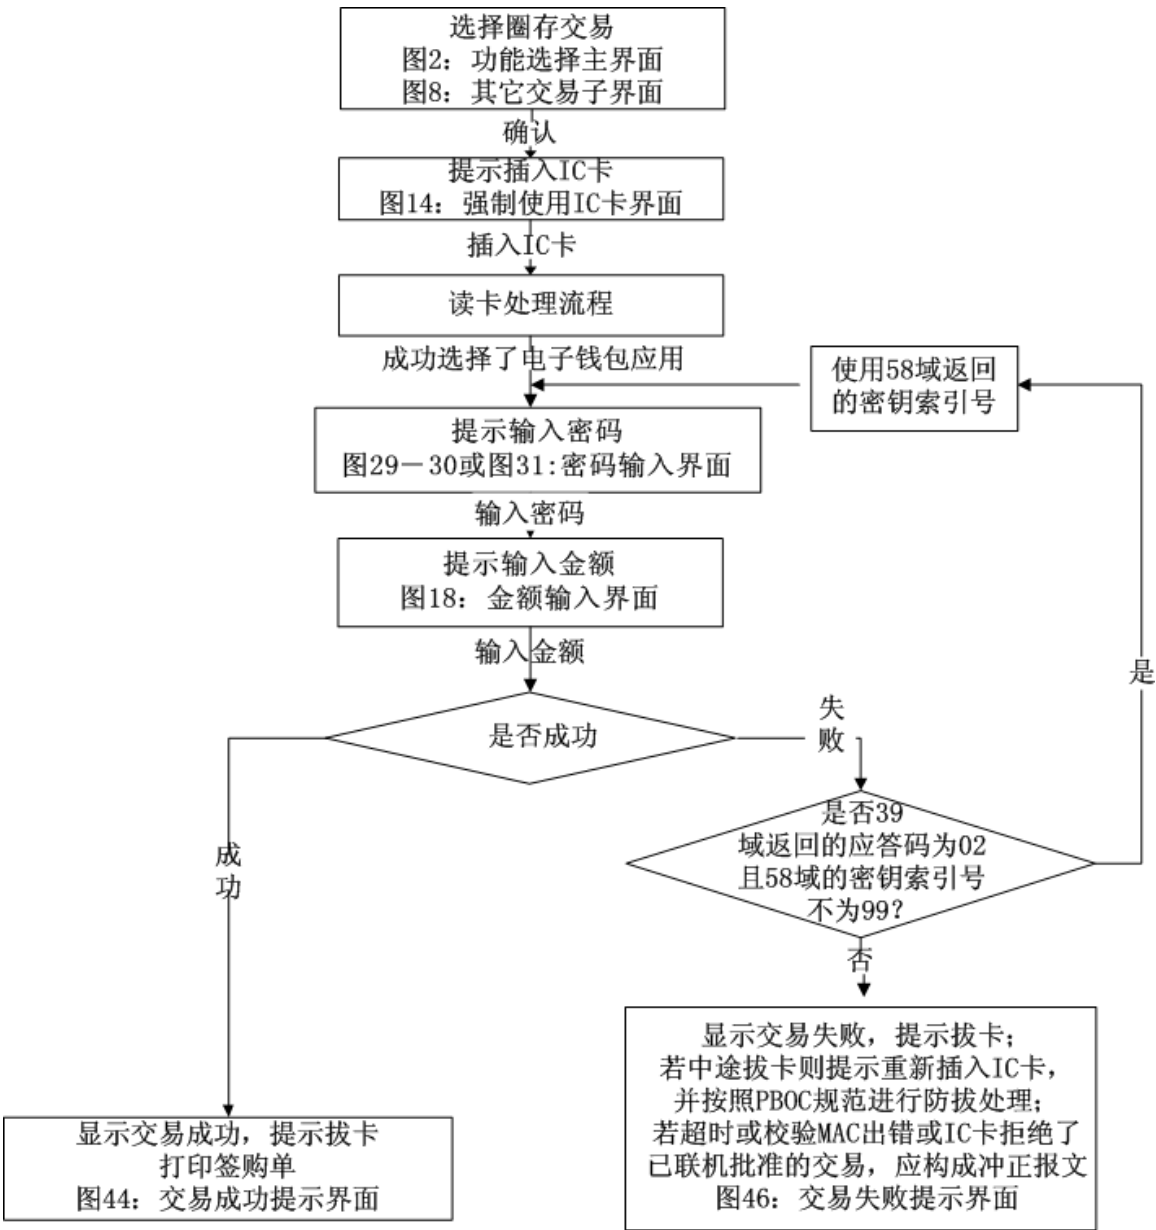 选择圈存交易
图2：功能选择主界面
图8：其它交易子界面
确认
提示插入IC卡
图14：强制使用IC卡界面
插入IC卡
读卡处理流程
成功选择了电子钱包应用
使用58域返回
的密钥索引号
提示输入密码
图29－30或图31:密码输入界面
输入密码
提示输入金额
图18：金额输入界面
输入金额
是
是否成功
失
败
是否39
域返回的应答码为02
且58域的密钥索引号
不为99?
成
功
否
显示交易失败，提示拔卡；
若中途拔卡则提示重新插入IC卡，
并按照PBOC规范进行防拔处理；
若超时或校验MAC出错或IC卡拒绝了
已联机批准的交易，应构成冲正报文
图46：交易失败提示界面
显示交易成功，提示拔卡
打印签购单
图44：交易成功提示界面